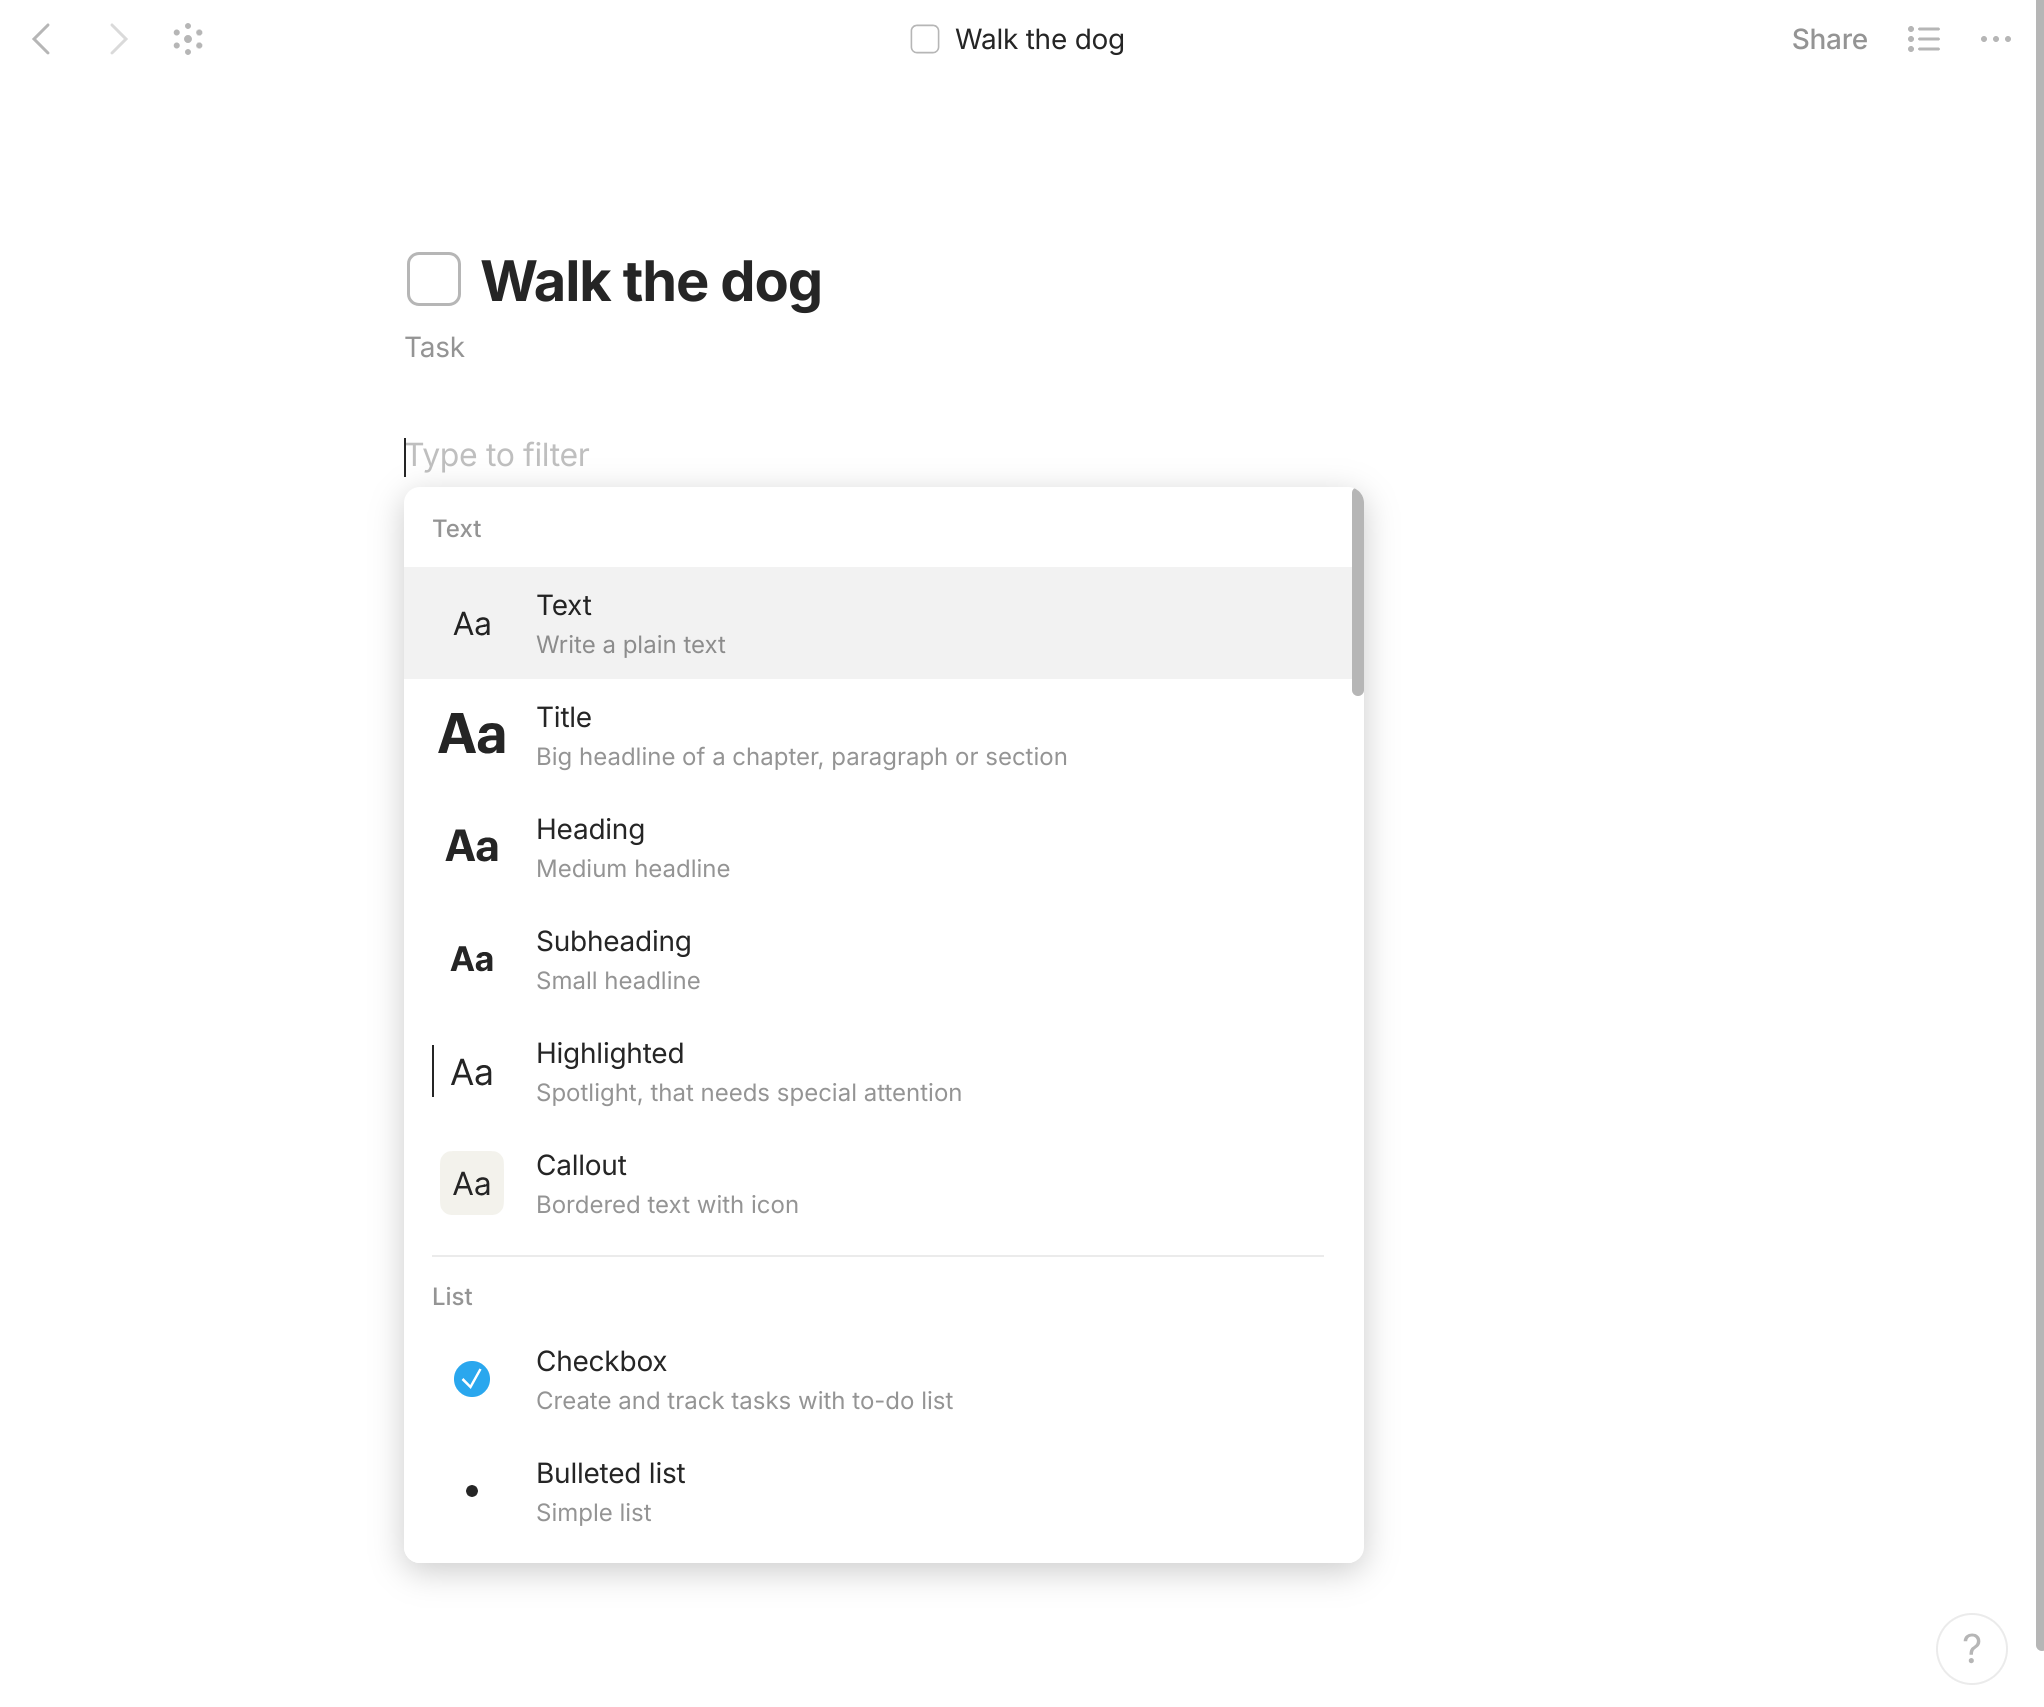 Walk the dog
Share
Walk the dog
Task
Type to filter
Text
Aa
Text
Write a plain text
Aa
Title
Big headline of a chapter, paragraph or section
Aa
Heading
Medium headline
Aa
Subheading
Small headline
Aa
Highlighted
Spotlight, that needs special attention
Aa
Callout
Bordered text with icon
List
Checkbox
Create and track tasks with to-do list
Bulleted list
Simple list
?